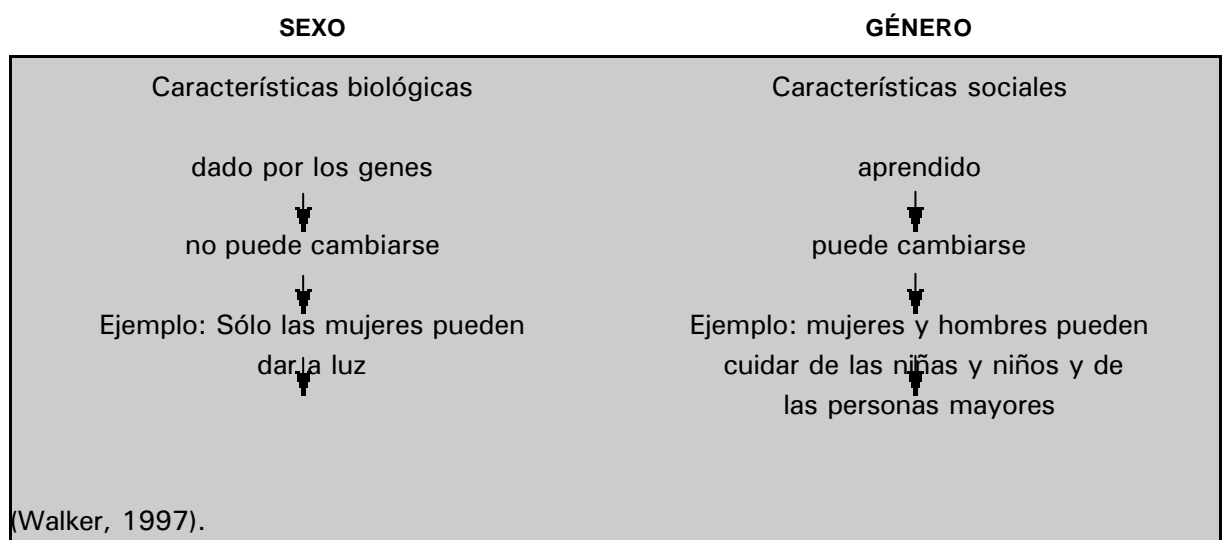 SEXO GÉNERO
Características biológicas Características sociales
dado por los genes aprendido
no puede cambiarse puede cambiarse
Ejemplo: Sólo las mujeres pueden Ejemplo: mujeres y hombres pueden
dar a luz cuidar de las niñas y niños y de
las personas mayores
(Walker, 1997).